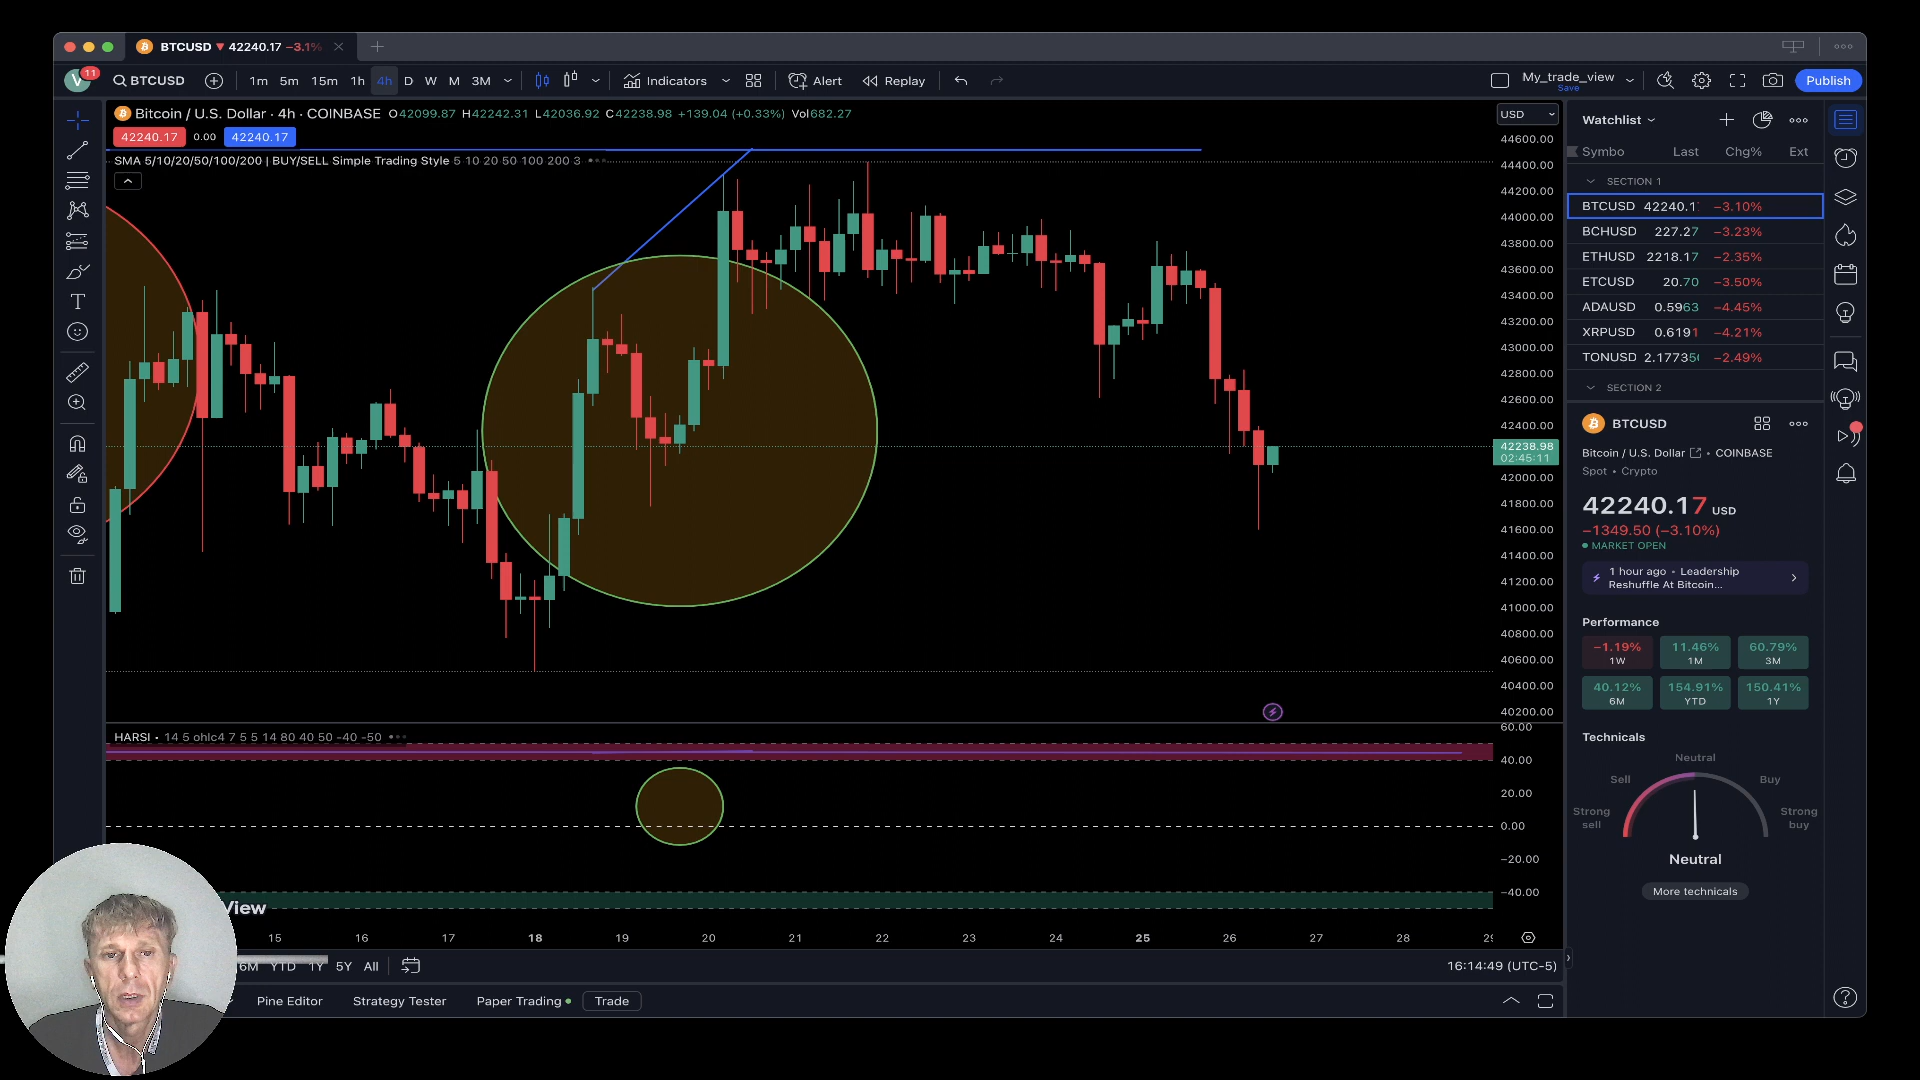 BTCUSD ▼ 42240.17 −3.1%
V 11 BTCUSD 1m 5m 15m 1h 4h D W M 3M Indicators Alert Replay My_trade_view Save Publish
Bitcoin / U.S. Dollar · 4h · COINBASE O42099.87 H42242.31 L42036.92 C42238.98 +139.04 (+0.33%) Vol682.27
42240.17 0.00 42240.17
SMA 5/10/20/50/100/200 | BUY/SELL Simple Trading Style 5 10 20 50 100 200 3
USD
44600.00
44400.00
44200.00
44000.00
43800.00
43600.00
43400.00
43200.00
43000.00
42800.00
42600.00
42400.00
42238.98
02:45:11
42000.00
41800.00
41600.00
41400.00
41200.00
41000.00
40800.00
40600.00
40400.00
40200.00
HARSI · 14 5 ohlc4 7 5 5 14 80 40 50 -40 -50
60.00
40.00
20.00
0.00
−20.00
−40.00
View
15 16 17 18 19 20 21 22 23 24 25 26 27 28
6M YTD 1Y 5Y All
16:14:49 (UTC-5)
Pine Editor Strategy Tester Paper Trading Trade
Watchlist
Symbo Last Chg% Ext
SECTION 1
BTCUSD 42240.1 −3.10%
BCHUSD 227.27 −3.23%
ETHUSD 2218.17 −2.35%
ETCUSD 20.70 −3.50%
ADAUSD 0.5963 −4.45%
XRPUSD 0.6191 −4.21%
TONUSD 2.17735 −2.49%
SECTION 2
BTCUSD
Bitcoin / U.S. Dollar • COINBASE
Spot • Crypto
42240.17 USD
−1349.50 (−3.10%)
MARKET OPEN
1 hour ago • Leadership
Reshuffle At Bitcoin...
Performance
−1.19% 11.46% 60.79%
1W 1M 3M
40.12% 154.91% 150.41%
6M YTD 1Y
Technicals
Neutral
Sell Buy
Strong sell Strong buy
Neutral
More technicals